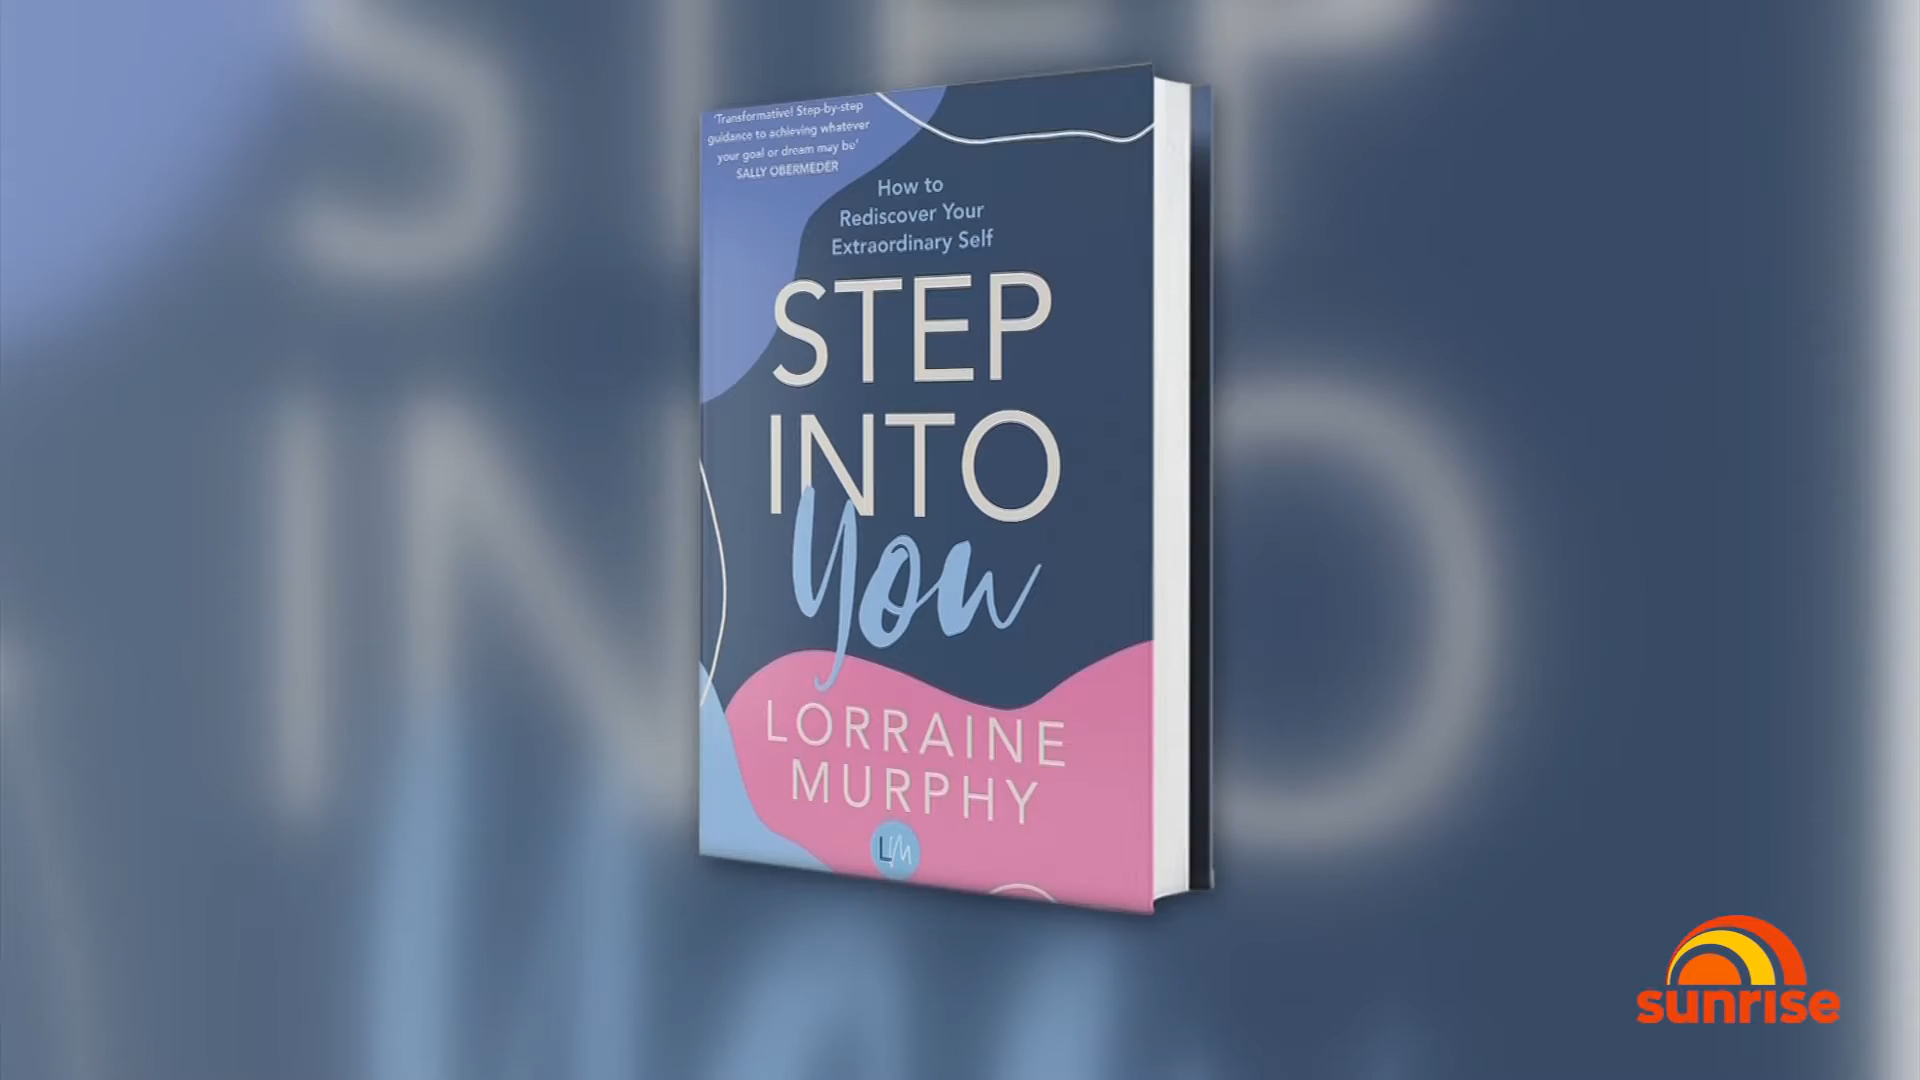 'Transformative! Step-by-step
guidance to achieving whatever
your goal or dream may be'
SALLY OBERMEDER
How to
Rediscover Your
Extraordinary Self
STEP
INTO
you
LORRAINE
MURPHY
LM
sunrise